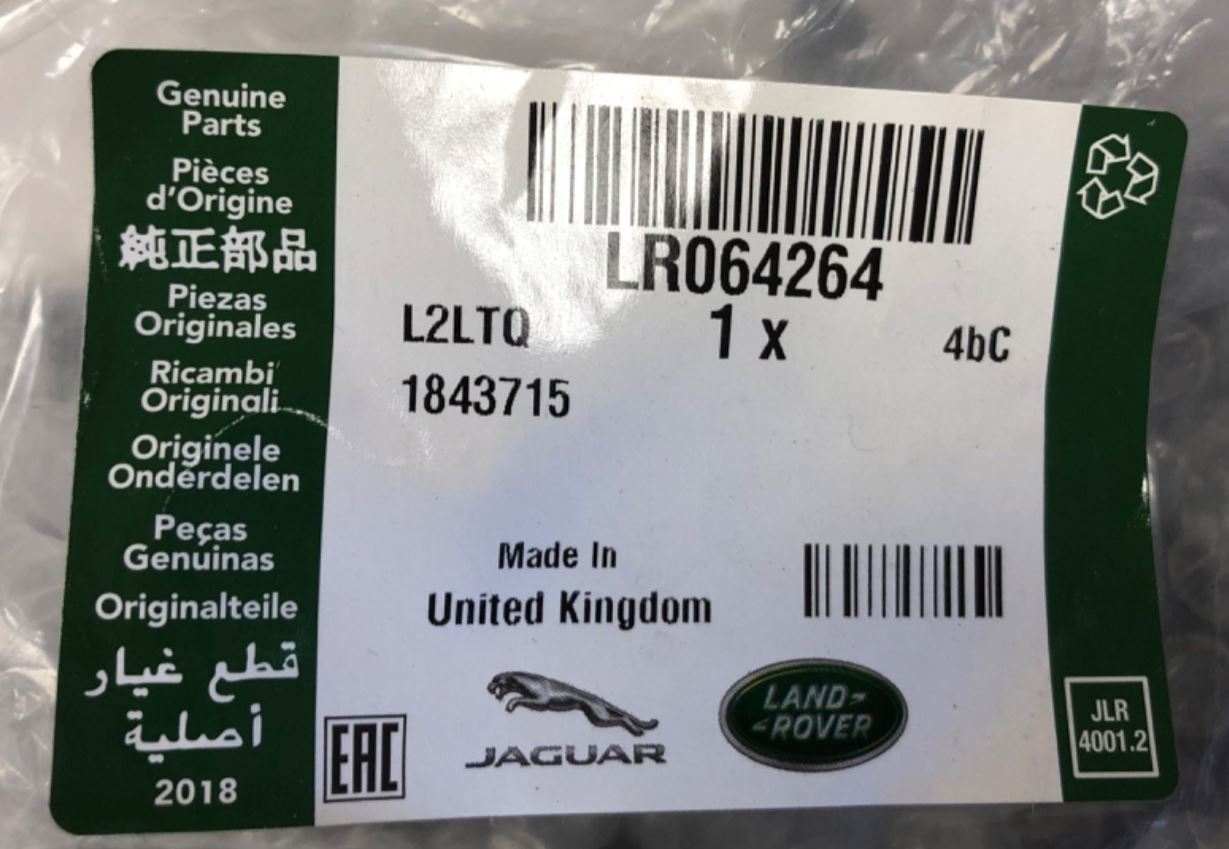 Genuine
Parts
Pièces
d'Origine
純正部品
Piezas
Originales
Ricambi
Originali
Originele
Onderdelen
Peças
Genuinas
Originalteile
قطع غيار
أصلية
2018
LR064264
L2LTQ 1 x 4bC
1843715
Made In
United Kingdom
EAC
JAGUAR
LAND-
-ROVER
JLR
4001.2